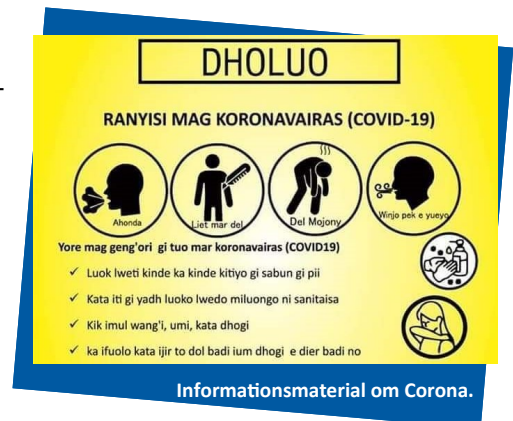 DHOLUO
RANYISI MAG KORONAVAIRAS (COVID-19)
Ahonda
Liet mar del
Del Mojony
Winjo pek e yueyo
Yore mag geng'ori gi tuo mar koronavairas (COVID19)
✓ Luok lweti kinde ka kinde kitiyo gi sabun gi pii
✓ Kata iti gi yadh luoko lwedo miluongo ni sanitaisa
✓ Kik imul wang'i, umi, kata dhogi
✓ ka ifuolo kata ijir to dol badi ium dhogi e dier badi no
Informationsmaterial om Corona.